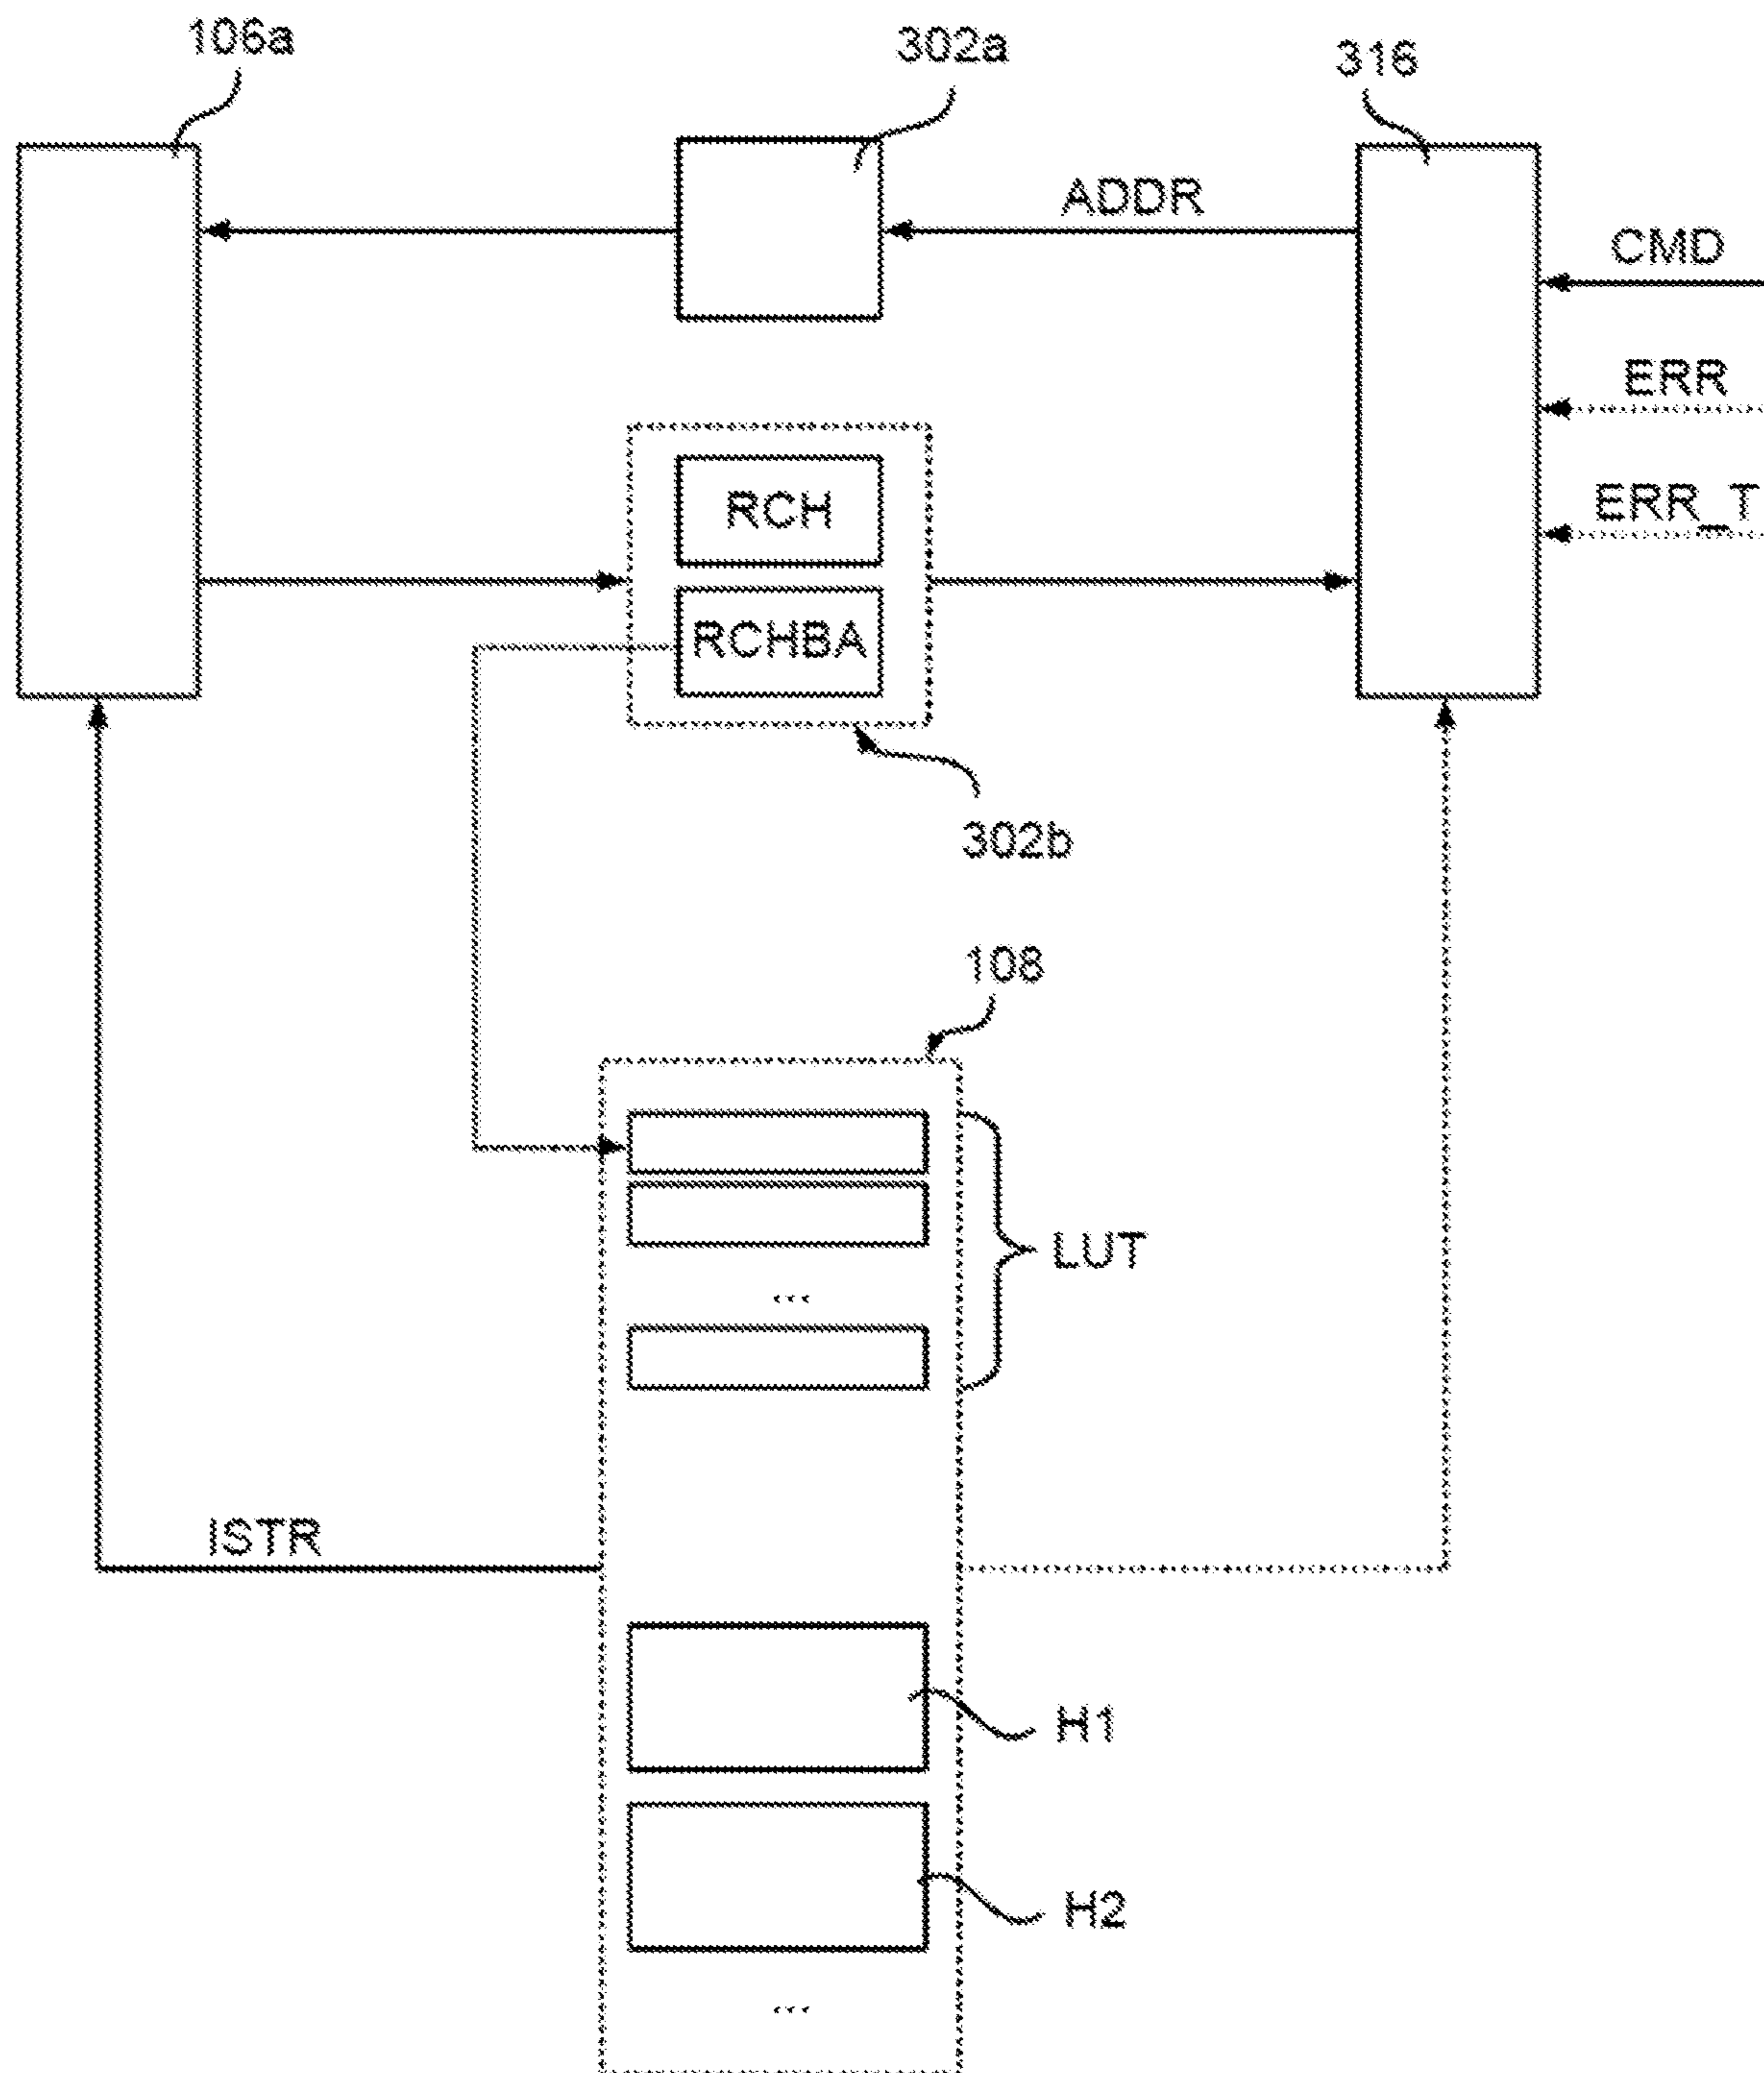 106a
302a
316
ADDR
CMD
ERR
ERR_T
RCH
RCHBA
302b
108
LUT
...
ISTR
H1
H2
...